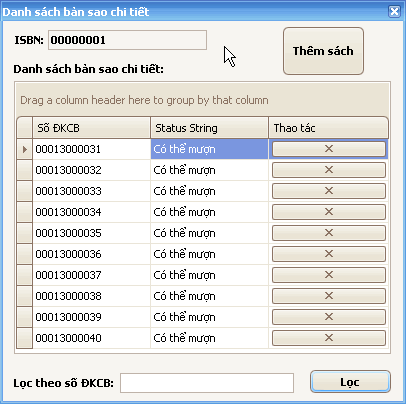 Danh sách bàn sao chi tiết
ISBN: 00000001
Thêm sách
Danh sách bàn sao chi tiết:
Drag a column header here to group by that column
Số ĐKCB Status String Thao tác
00013000031 Có thể mượn
00013000032 Có thể mượn
00013000033 Có thể mượn
00013000034 Có thể mượn
00013000035 Có thể mượn
00013000036 Có thể mượn
00013000037 Có thể mượn
00013000038 Có thể mượn
00013000039 Có thể mượn
00013000040 Có thể mượn
Lọc theo số ĐKCB: Lọc